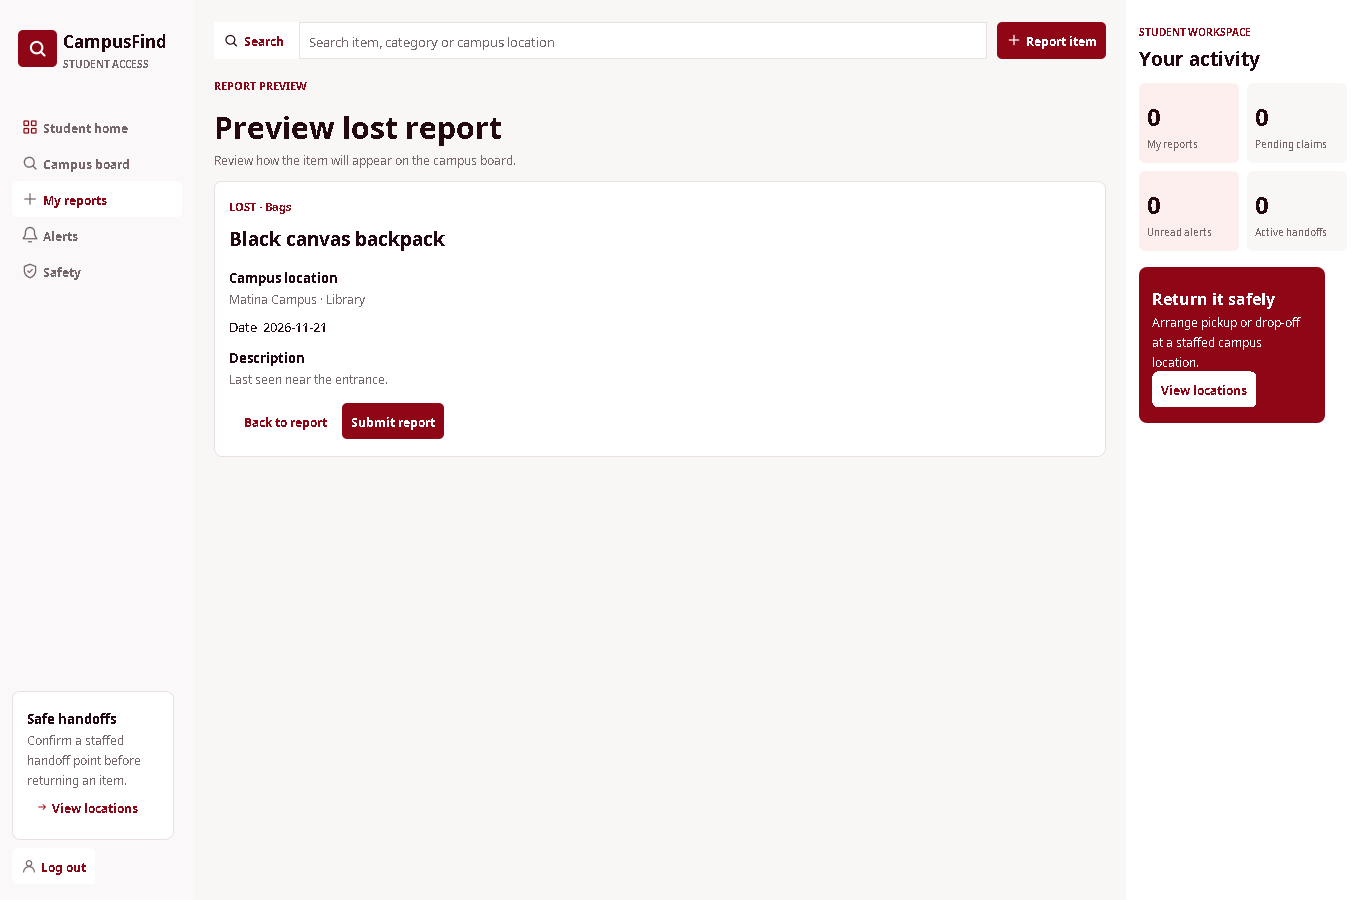 CampusFind
STUDENT ACCESS
Student home
Campus board
My reports
Alerts
Safety
Safe handoffs
Confirm a staffed
handoff point before
returning an item.
View locations
Log out
Search
Search item, category or campus location
Report item
REPORT PREVIEW
Preview lost report
Review how the item will appear on the campus board.
LOST · Bags
Black canvas backpack
Campus location
Matina Campus · Library
Date 2026-11-21
Description
Last seen near the entrance.
Back to report
Submit report
STUDENT WORKSPACE
Your activity
0
My reports
0
Pending claims
0
Unread alerts
0
Active handoffs
Return it safely
Arrange pickup or drop-off
at a staffed campus
location.
View locations